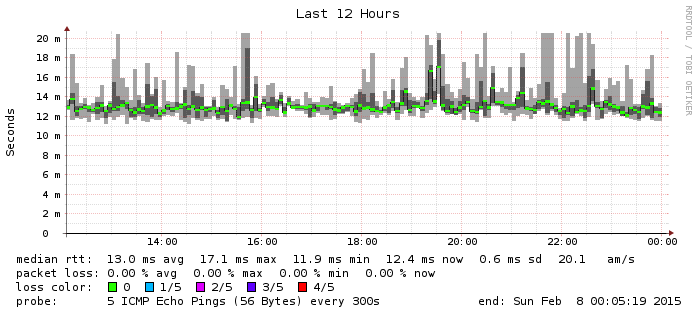 Last 12 Hours
RRDTOOL / TOBI OETIKER
Seconds
20 m
18 m
16 m
14 m
12 m
10 m
8 m
6 m
4 m
2 m
0
14:00 16:00 18:00 20:00 22:00 00:00
median rtt: 13.0 ms avg 17.1 ms max 11.9 ms min 12.4 ms now 0.6 ms sd 20.1 am/s
packet loss: 0.00 % avg 0.00 % max 0.00 % min 0.00 % now
loss color: 0 1/5 2/5 3/5 4/5
probe: 5 ICMP Echo Pings (56 Bytes) every 300s end: Sun Feb 8 00:05:19 2015